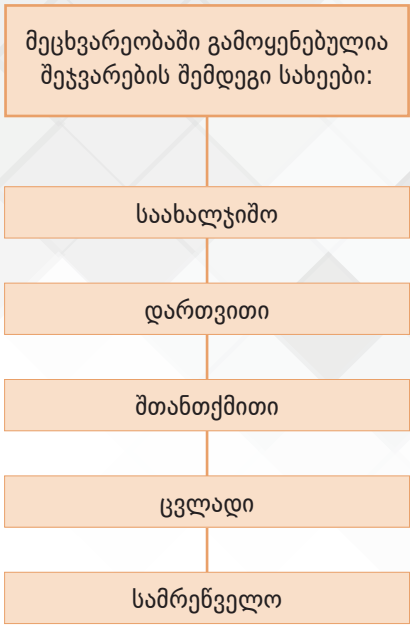 მეცხვარეობაში გამოყენებულია
შეჯვარების შემდეგი სახეები:
საახალჯიშო
დართვითი
შთანთქმითი
ცვლადი
სამრეწველო